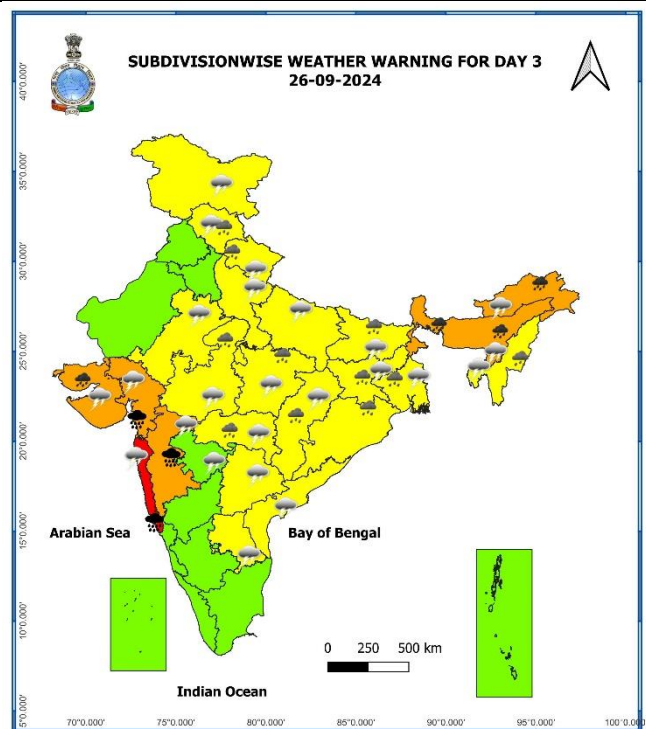 SUBDIVISIONWISE WEATHER WARNING FOR DAY 3
26-09-2024
40°0.000'
35°0.000'
30°0.000'
25°0.000'
20°0.000'
15°0.000'
10°0.000'
5°0.000'
Arabian Sea
Bay of Bengal
0 250 500 km
Indian Ocean
70°0.000' 75°0.000' 80°0.000' 85°0.000' 90°0.000' 95°0.000' 100°0.000'